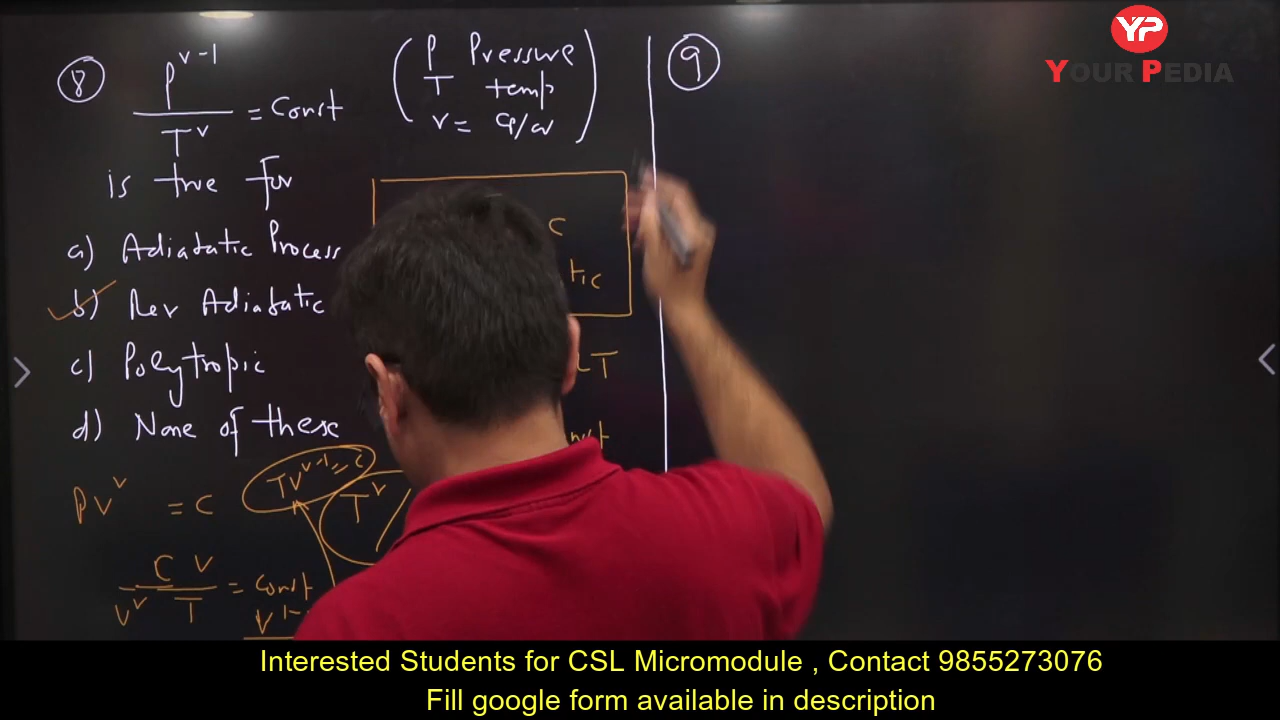 8
P^γ-1 / T^γ = Const
( P Pressure
T temp
γ = Cp/cv )
is true for
a) Adiabatic Process
b) Rev Adiabatic
c) Polytropic
d) None of these
PV^γ = C
TV^γ-1 = c
T^γ
C V / V^γ T = Const
V^1-
c
tic
T
9
YP
YOUR PEDIA
Interested Students for CSL Micromodule , Contact 9855273076
Fill google form available in description